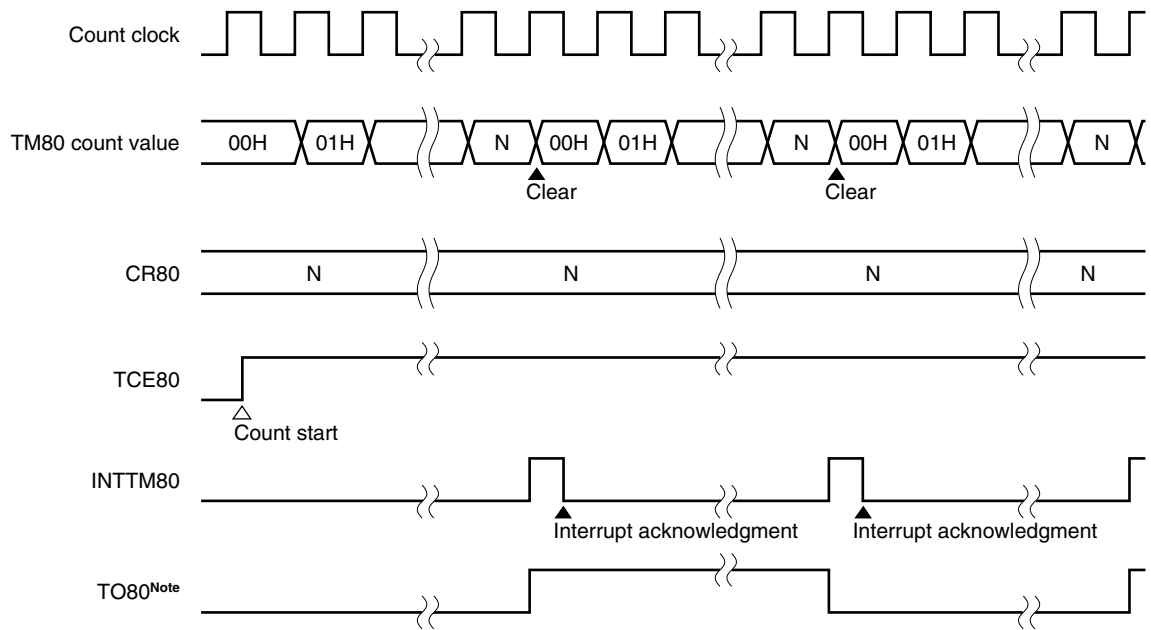 Count clock
TM80 count value 00H 01H N 00H 01H N 00H 01H N
Clear Clear
CR80 N N N N
TCE80
Count start
INTTM80
Interrupt acknowledgment Interrupt acknowledgment
TO80Note